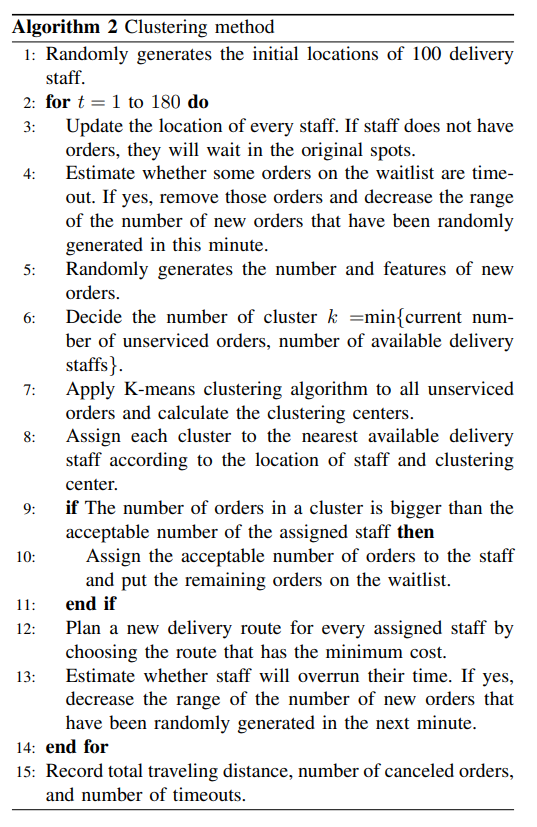 Algorithm 2 Clustering method
1: Randomly generates the initial locations of 100 delivery
staff.
2: for t = 1 to 180 do
3: Update the location of every staff. If staff does not have
orders, they will wait in the original spots.
4: Estimate whether some orders on the waitlist are time-
out. If yes, remove those orders and decrease the range
of the number of new orders that have been randomly
generated in this minute.
5: Randomly generates the number and features of new
orders.
6: Decide the number of cluster k =min{current num-
ber of unserviced orders, number of available delivery
staffs}.
7: Apply K-means clustering algorithm to all unserviced
orders and calculate the clustering centers.
8: Assign each cluster to the nearest available delivery
staff according to the location of staff and clustering
center.
9: if The number of orders in a cluster is bigger than the
acceptable number of the assigned staff then
10: Assign the acceptable number of orders to the staff
and put the remaining orders on the waitlist.
11: end if
12: Plan a new delivery route for every assigned staff by
choosing the route that has the minimum cost.
13: Estimate whether staff will overrun their time. If yes,
decrease the range of the number of new orders that
have been randomly generated in the next minute.
14: end for
15: Record total traveling distance, number of canceled orders,
and number of timeouts.